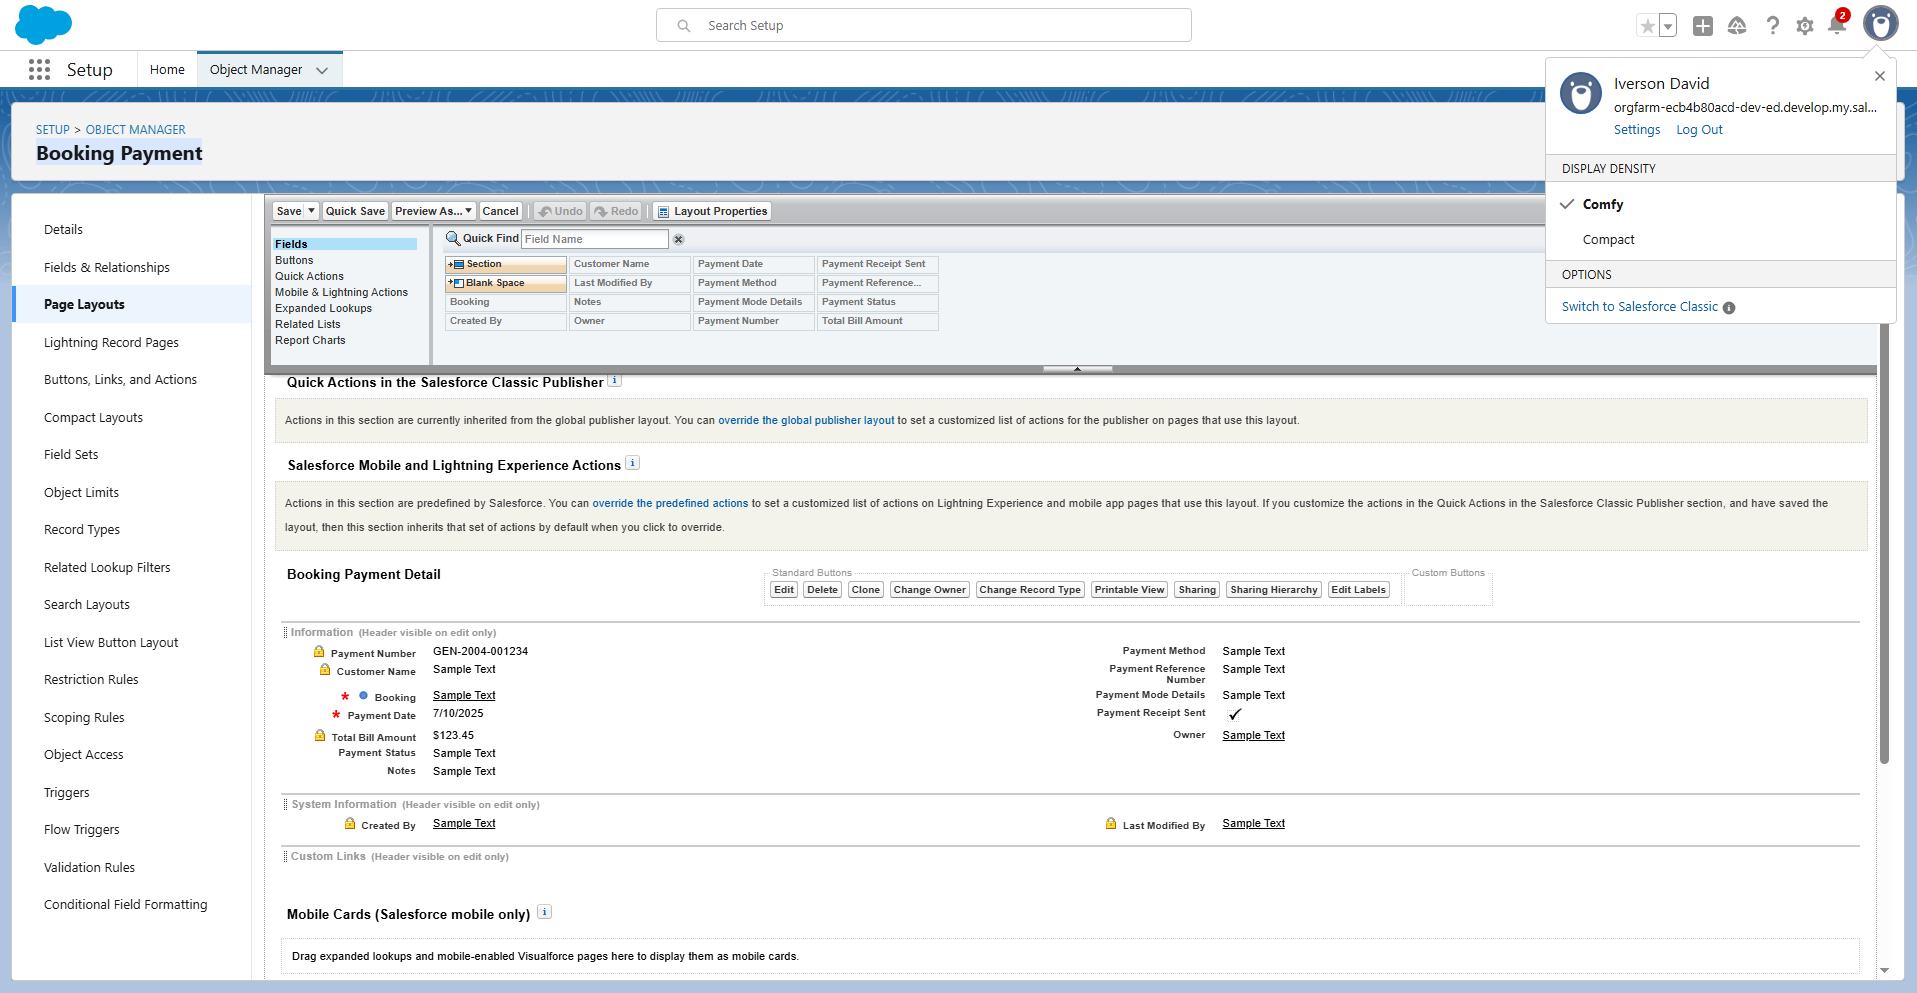 Search Setup
2
Setup
Home
Object Manager
Iverson David
orgfarm-ecb4b80acd-dev-ed.develop.my.sal...
Settings Log Out
DISPLAY DENSITY
Comfy
Compact
OPTIONS
Switch to Salesforce Classic
SETUP > OBJECT MANAGER
Booking Payment
Details
Fields & Relationships
Page Layouts
Lightning Record Pages
Buttons, Links, and Actions
Compact Layouts
Field Sets
Object Limits
Record Types
Related Lookup Filters
Search Layouts
List View Button Layout
Restriction Rules
Scoping Rules
Object Access
Triggers
Flow Triggers
Validation Rules
Conditional Field Formatting
Save Quick Save Preview As... Cancel Undo Redo Layout Properties
Fields
Buttons
Quick Actions
Mobile & Lightning Actions
Expanded Lookups
Related Lists
Report Charts
Quick Find Field Name
Section Customer Name Payment Date Payment Receipt Sent
Blank Space Last Modified By Payment Method Payment Reference...
Booking Notes Payment Mode Details Payment Status
Created By Owner Payment Number Total Bill Amount
Quick Actions in the Salesforce Classic Publisher
Actions in this section are currently inherited from the global publisher layout. You can override the global publisher layout to set a customized list of actions for the publisher on pages that use this layout.
Salesforce Mobile and Lightning Experience Actions
Actions in this section are predefined by Salesforce. You can override the predefined actions to set a customized list of actions on Lightning Experience and mobile app pages that use this layout. If you customize the actions in the Quick Actions in the Salesforce Classic Publisher section, and have saved the
layout, then this section inherits that set of actions by default when you click to override.
Booking Payment Detail
Standard Buttons
Edit Delete Clone Change Owner Change Record Type Printable View Sharing Sharing Hierarchy Edit Labels
Custom Buttons
Information (Header visible on edit only)
Payment Number GEN-2004-001234
Customer Name Sample Text
* Booking Sample Text
* Payment Date 7/10/2025
Total Bill Amount $123.45
Payment Status Sample Text
Notes Sample Text
Payment Method Sample Text
Payment Reference Sample Text
Number
Payment Mode Details Sample Text
Payment Receipt Sent
Owner Sample Text
System Information (Header visible on edit only)
Created By Sample Text
Last Modified By Sample Text
Custom Links (Header visible on edit only)
Mobile Cards (Salesforce mobile only)
Drag expanded lookups and mobile-enabled Visualforce pages here to display them as mobile cards.